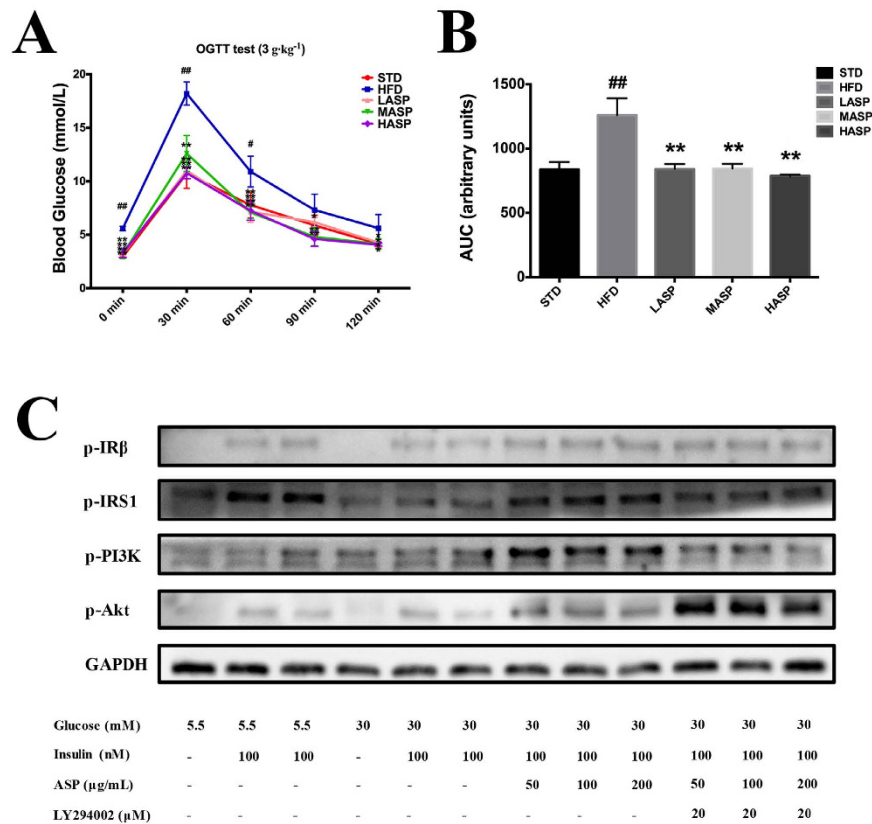 A
OGTT test (3 g·kg⁻¹)
Blood Glucose (mmol/L)
20
15
10
5
0
##
##
#
**
**
**
**
**
**
**
**
*
**
*
*
0 min
30 min
60 min
90 min
120 min
STD
HFD
LASP
MASP
HASP
B
AUC (arbitrary units)
1500
1000
500
0
##
**
**
**
STD
HFD
LASP
MASP
HASP
STD
HFD
LASP
MASP
HASP
C
p-IRβ
p-IRS1
p-PI3K
p-Akt
GAPDH
Glucose (mM) 5.5 5.5 5.5 30 30 30 30 30 30 30 30 30
Insulin (nM) - 100 100 - 100 100 100 100 100 100 100 100
ASP (µg/mL) - - - - - - 50 100 200 50 100 200
LY294002 (µM) - - - - - - - - - 20 20 20